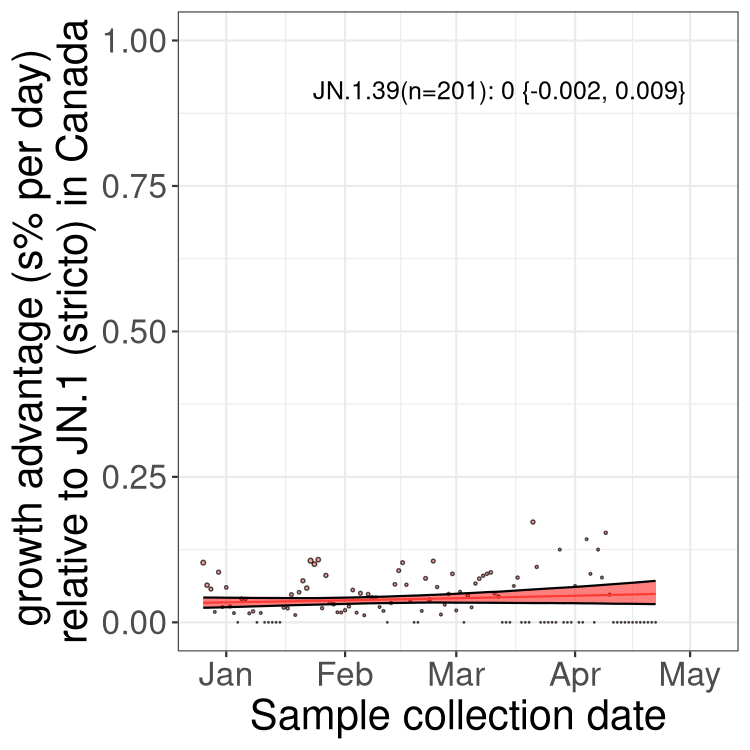 growth advantage (s% per day)
relative to JN.1 (stricto) in Canada
1.00
0.75
0.50
0.25
0.00
JN.1.39(n=201): 0 {-0.002, 0.009}
Jan Feb Mar Apr May
Sample collection date